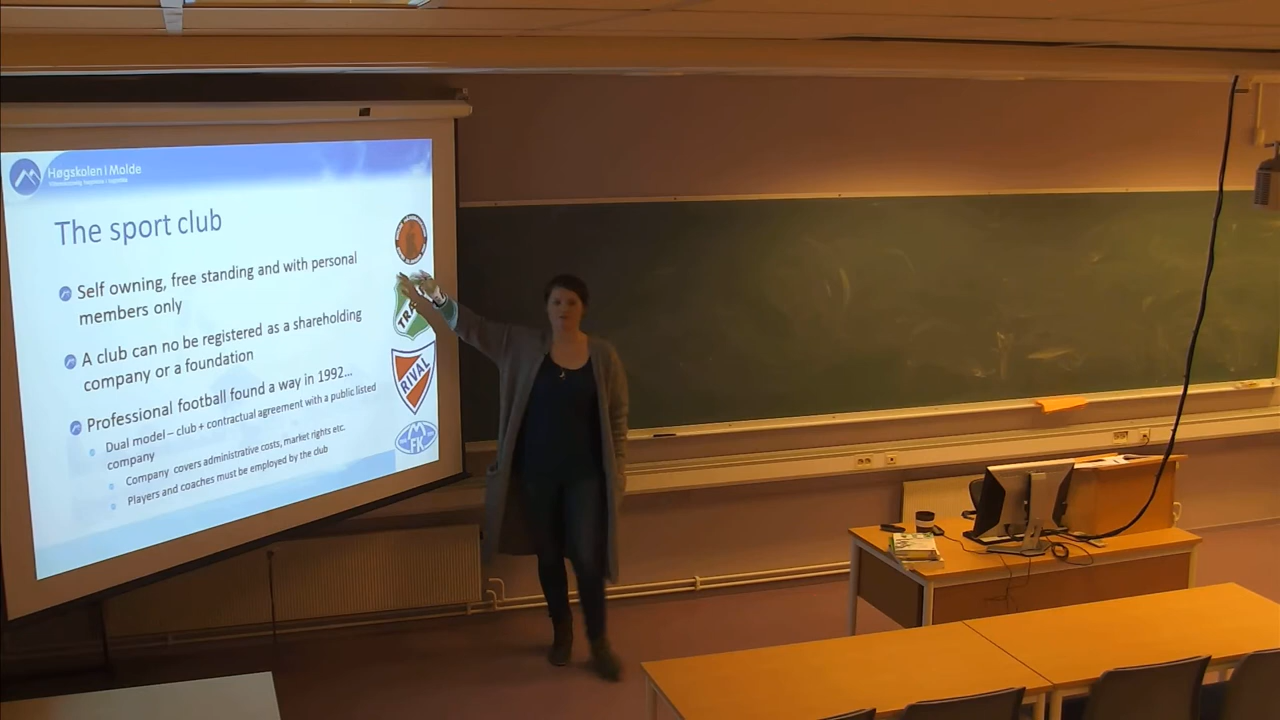 Høgskolen i Molde
The sport club
Self owning, free standing and with personal
members only
A club can no be registered as a shareholding
company or a foundation
Professional football found a way in 1992...
Dual model – club + contractual agreement with a public listed
company
Company covers administrative costs, market rights etc.
Players and coaches must be employed by the club
RIVAL
FK